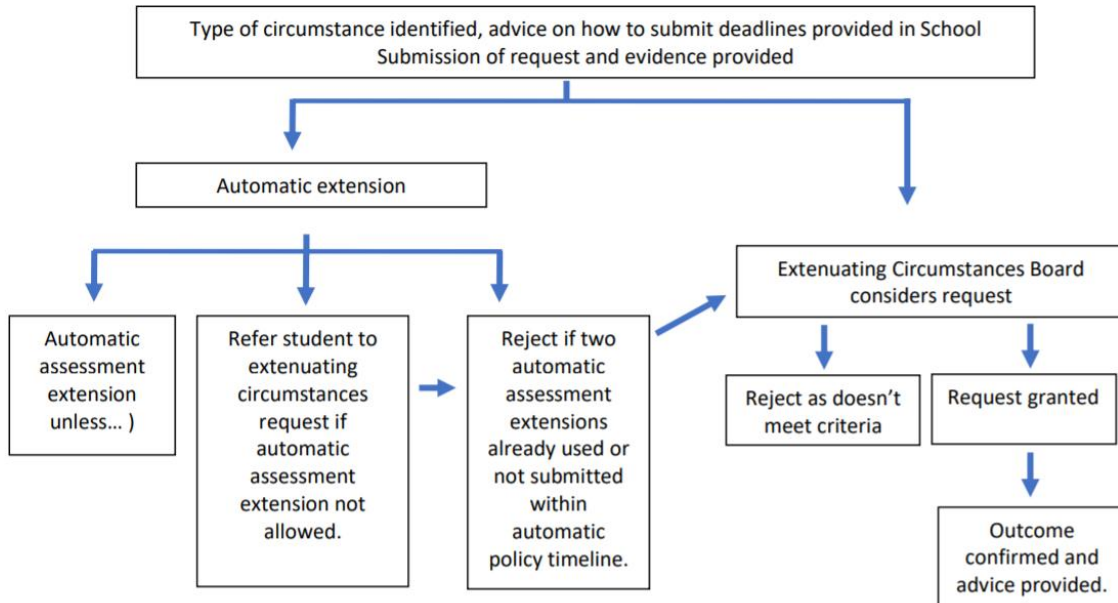 Type of circumstance identified, advice on how to submit deadlines provided in School
Submission of request and evidence provided
Automatic extension
Extenuating Circumstances Board
considers request
Automatic
assessment
extension
unless… )
Refer student to
extenuating
circumstances
request if
automatic
assessment
extension not
allowed.
Reject if two
automatic
assessment
extensions
already used or
not submitted
within
automatic
policy timeline.
Reject as doesn’t
meet criteria
Request granted
Outcome
confirmed and
advice provided.